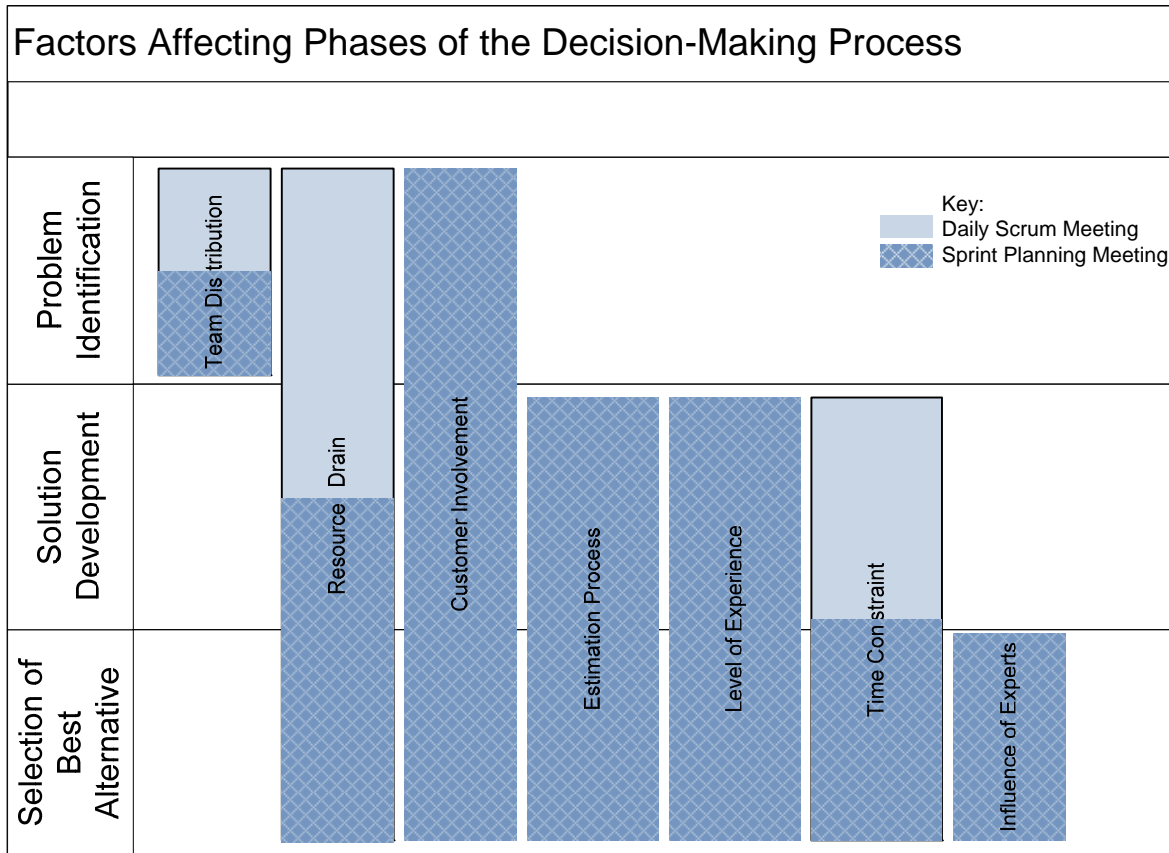 Factors Affecting Phases of the Decision-Making Process
Key:
Daily Scrum Meeting
Sprint Planning Meeting
Problem
Identification
Solution
Development
Selection of
Best
Alternative
Team Distribution
Resource Drain
Customer Involvement
Estimation Process
Level of Experience
Time Constraint
Influence of Experts